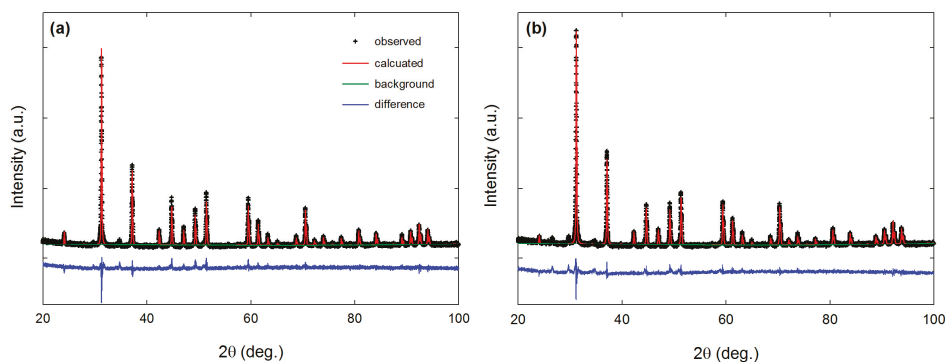 (a)
observed
calcuated
background
difference
Intensity (a.u.)
20 40 60 80 100
2θ (deg.)
(b)
Intensity (a.u.)
20 40 60 80 100
2θ (deg.)